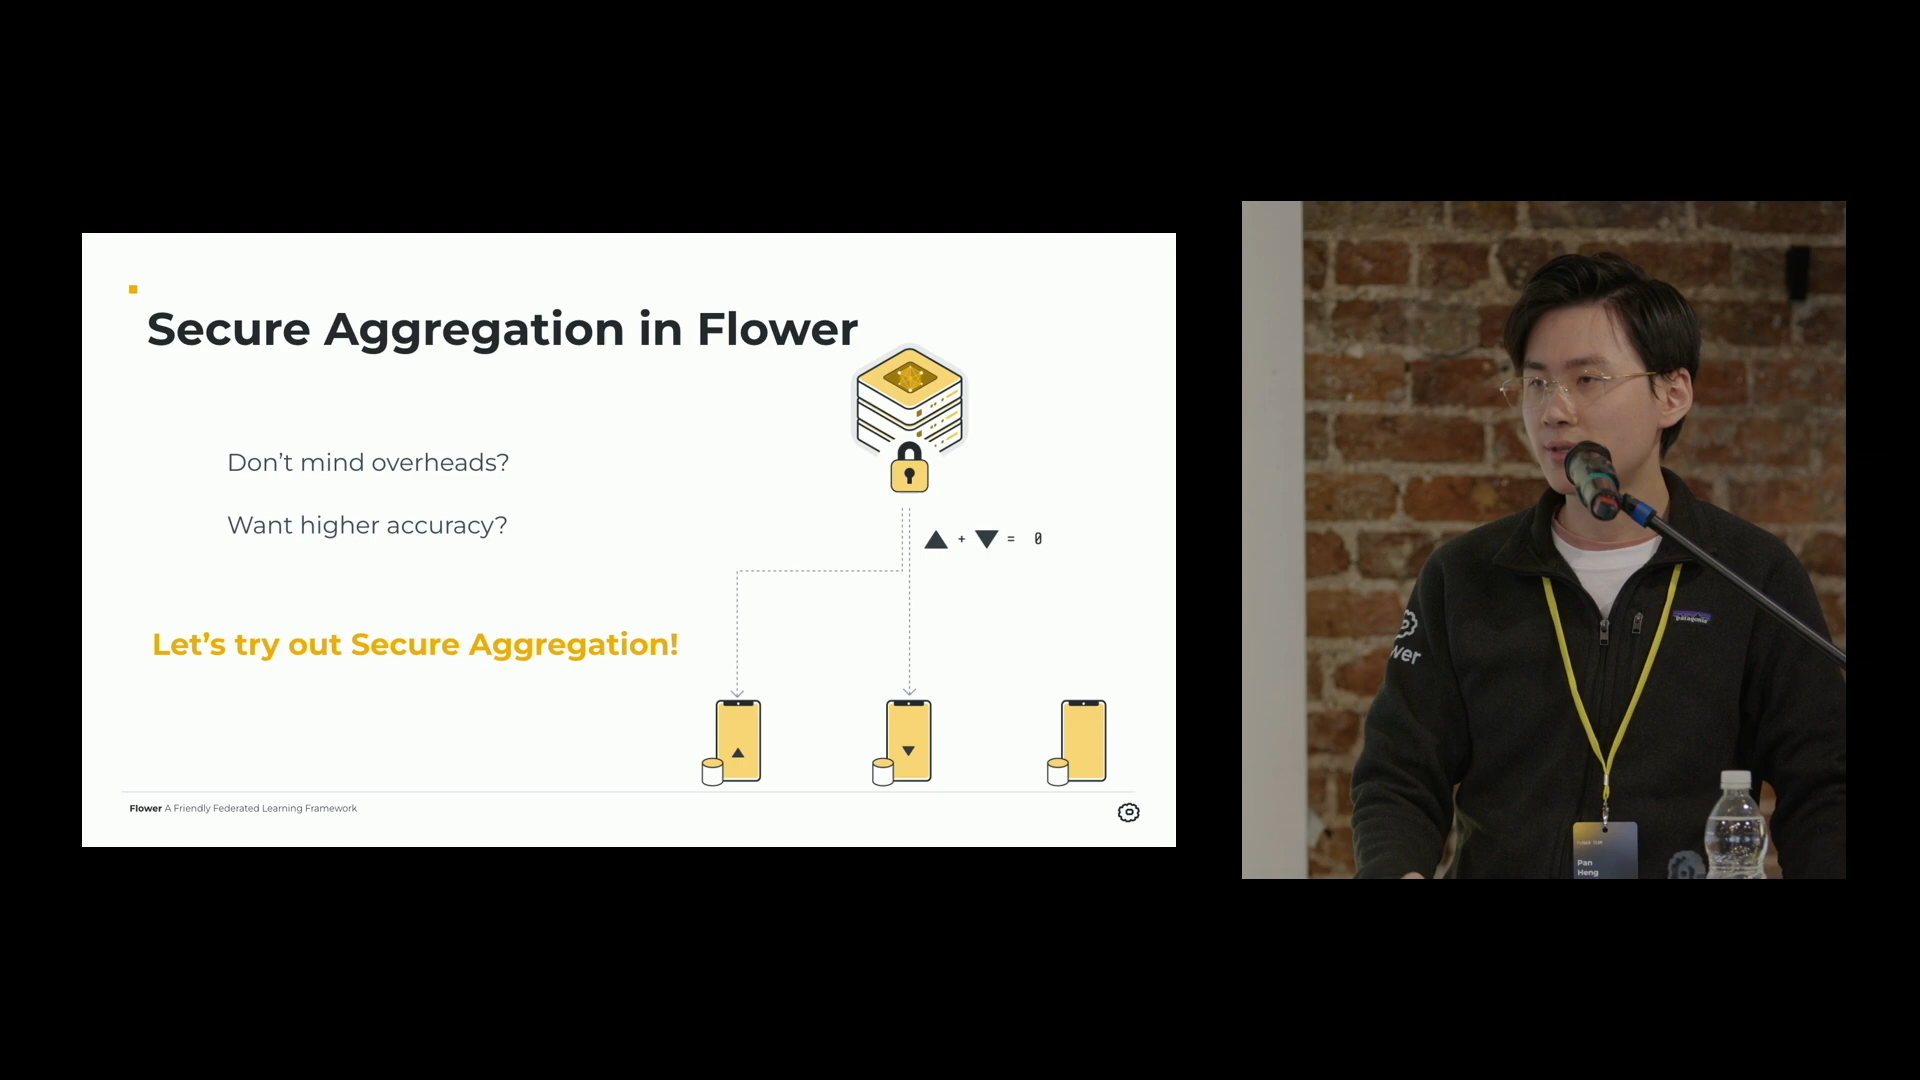 Secure Aggregation in Flower
Don’t mind overheads?
Want higher accuracy?
+ = 0
Let’s try out Secure Aggregation!
Flower A Friendly Federated Learning Framework
patagonia
wer
Pan
Heng